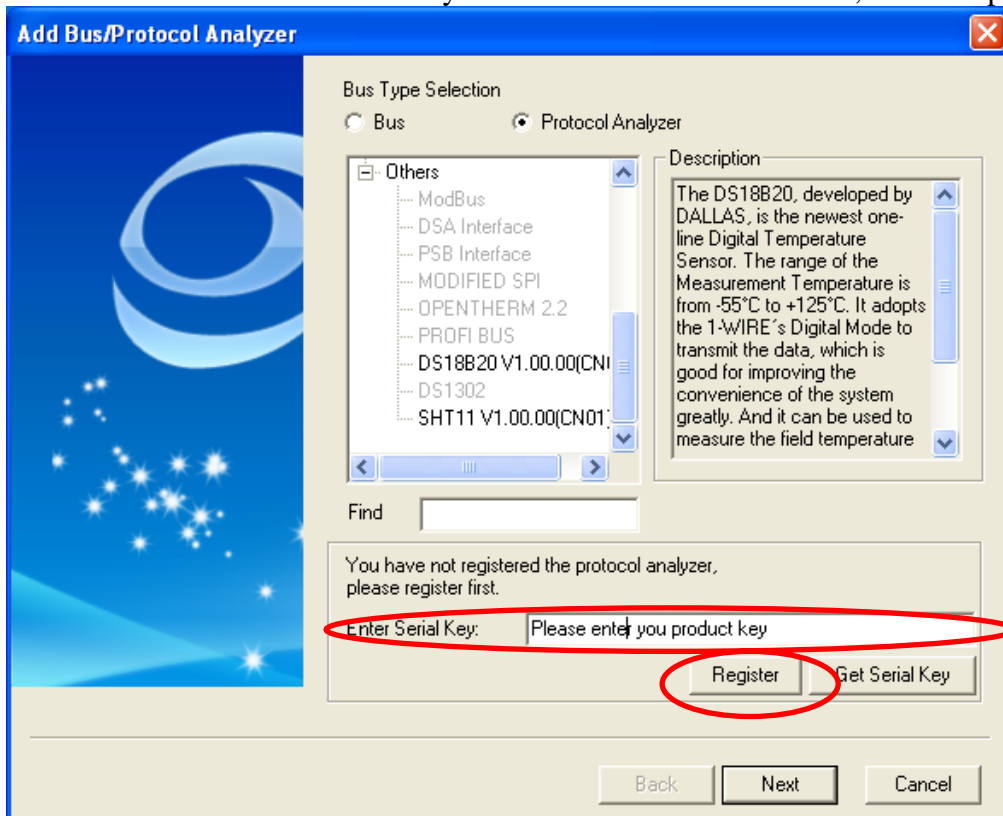 Add Bus/Protocol Analyzer
Bus Type Selection
Bus
Protocol Analyzer
Others
ModBus
DSA Interface
PSB Interface
MODIFIED SPI
OPENTHERM 2.2
PROFI BUS
DS18B20 V1.00.00(CN
DS1302
SHT11 V1.00.00(CN01
Description
The DS18B20, developed by
DALLAS, is the newest one-
line Digital Temperature
Sensor. The range of the
Measurement Temperature is
from -55°C to +125°C. It adopts
the 1-WIRE´s Digital Mode to
transmit the data, which is
good for improving the
convenience of the system
greatly. And it can be used to
measure the field temperature
Find
You have not registered the protocol analyzer,
please register first.
Enter Serial Key:
Please enter you product key
Register
Get Serial Key
Back
Next
Cancel